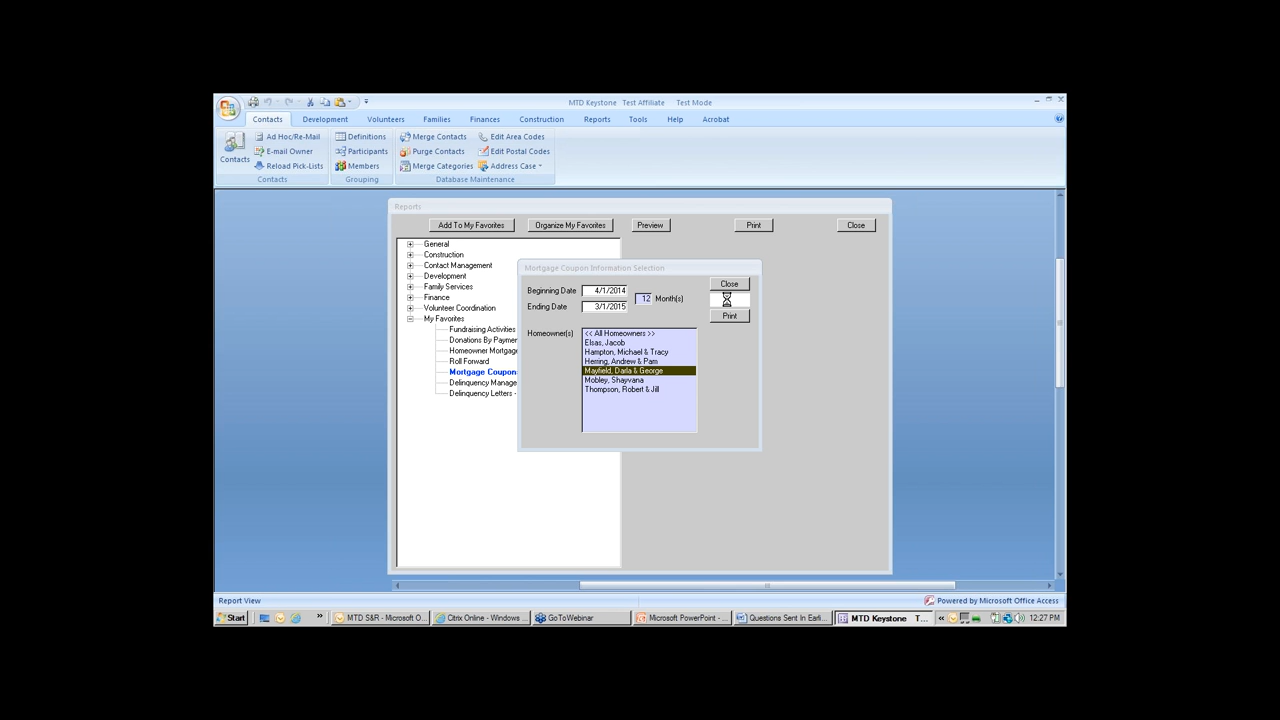 MTD Keystone Test Affiliate Test Mode
Contacts Development Volunteers Families Finances Construction Reports Tools Help Acrobat
Contacts
Ad Hoc/Re-Mail
E-mail Owner
Reload Pick-Lists
Contacts
Definitions
Participants
Members
Grouping
Merge Contacts
Purge Contacts
Merge Categories
Edit Area Codes
Edit Postal Codes
Address Case
Database Maintenance
Reports
Add To My Favorites Organize My Favorites Preview Print Close
General
Construction
Contact Management
Development
Family Services
Finance
Volunteer Coordination
My Favorites
Fundraising Activities
Donations By Paymer
Homeowner Mortgag
Roll Forward
Mortgage Coupons
Delinquency Manage
Delinquency Letters -
Mortgage Coupon Information Selection
Beginning Date 4/1/2014
Ending Date 3/1/2015
12 Month(s)
Close
Print
Homeowner(s)
<< All Homeowners >>
Elsas, Jacob
Hampton, Michael & Tracy
Herring, Andrew & Pam
Mayfield, Darla & George
Mobley, Shayvana
Thompson, Robert & Jill
Report View Powered by Microsoft Office Access
Start MTD S&R - Microsoft O... Citrix Online - Windows ... GoToWebinar Microsoft PowerPoint - ... Questions Sent In Earli... MTD Keystone T... 12:27 PM